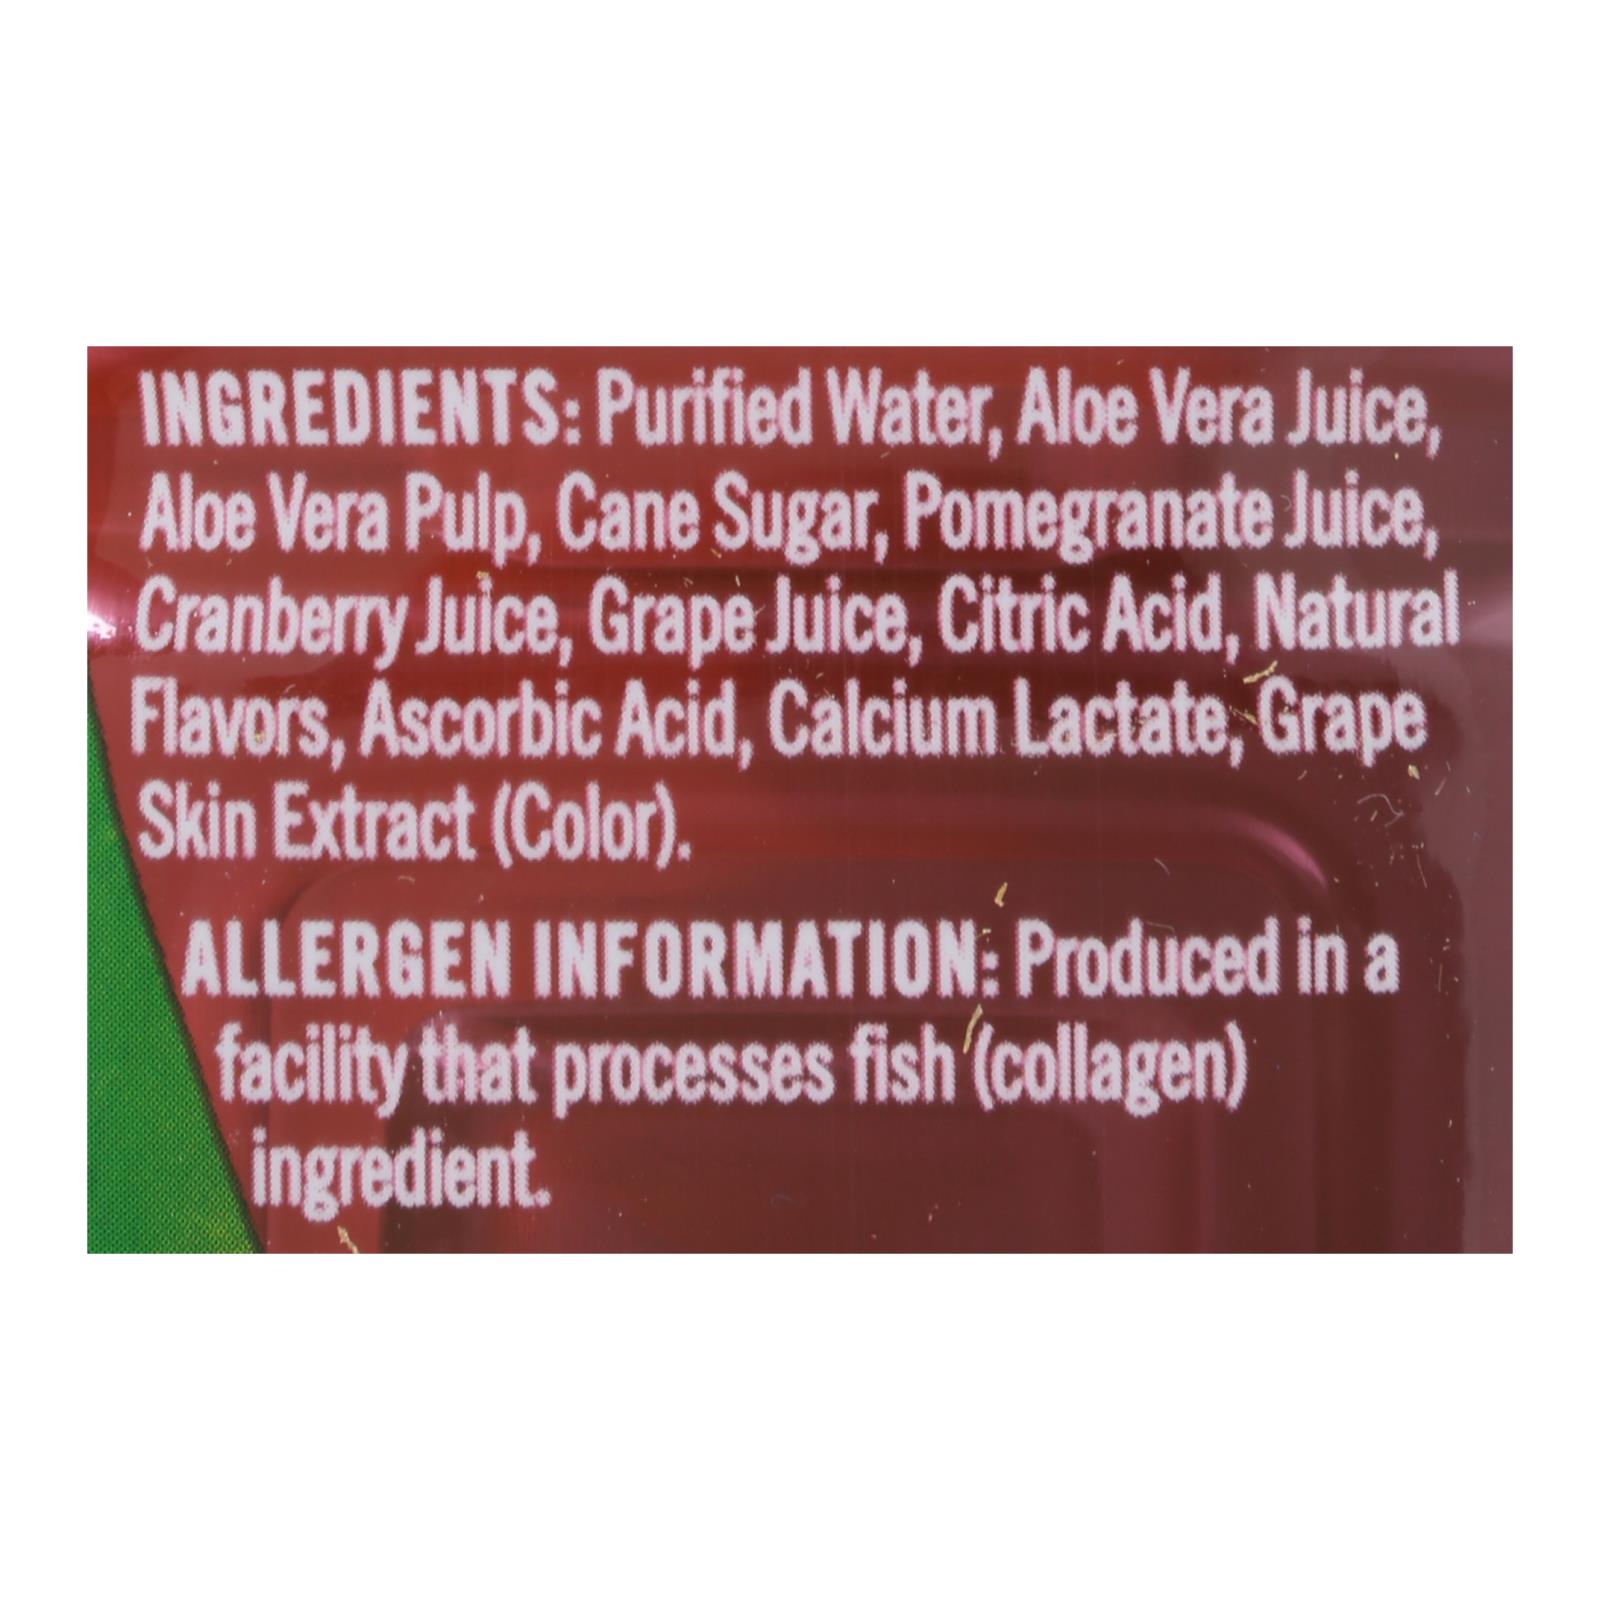 INGREDIENTS: Purified Water, Aloe Vera Juice,
Aloe Vera Pulp, Cane Sugar, Pomegranate Juice,
Cranberry Juice, Grape Juice, Citric Acid, Natural
Flavors, Ascorbic Acid, Calcium Lactate, Grape
Skin Extract (Color).
ALLERGEN INFORMATION: Produced in a
facility that processes fish (collagen)
ingredient.